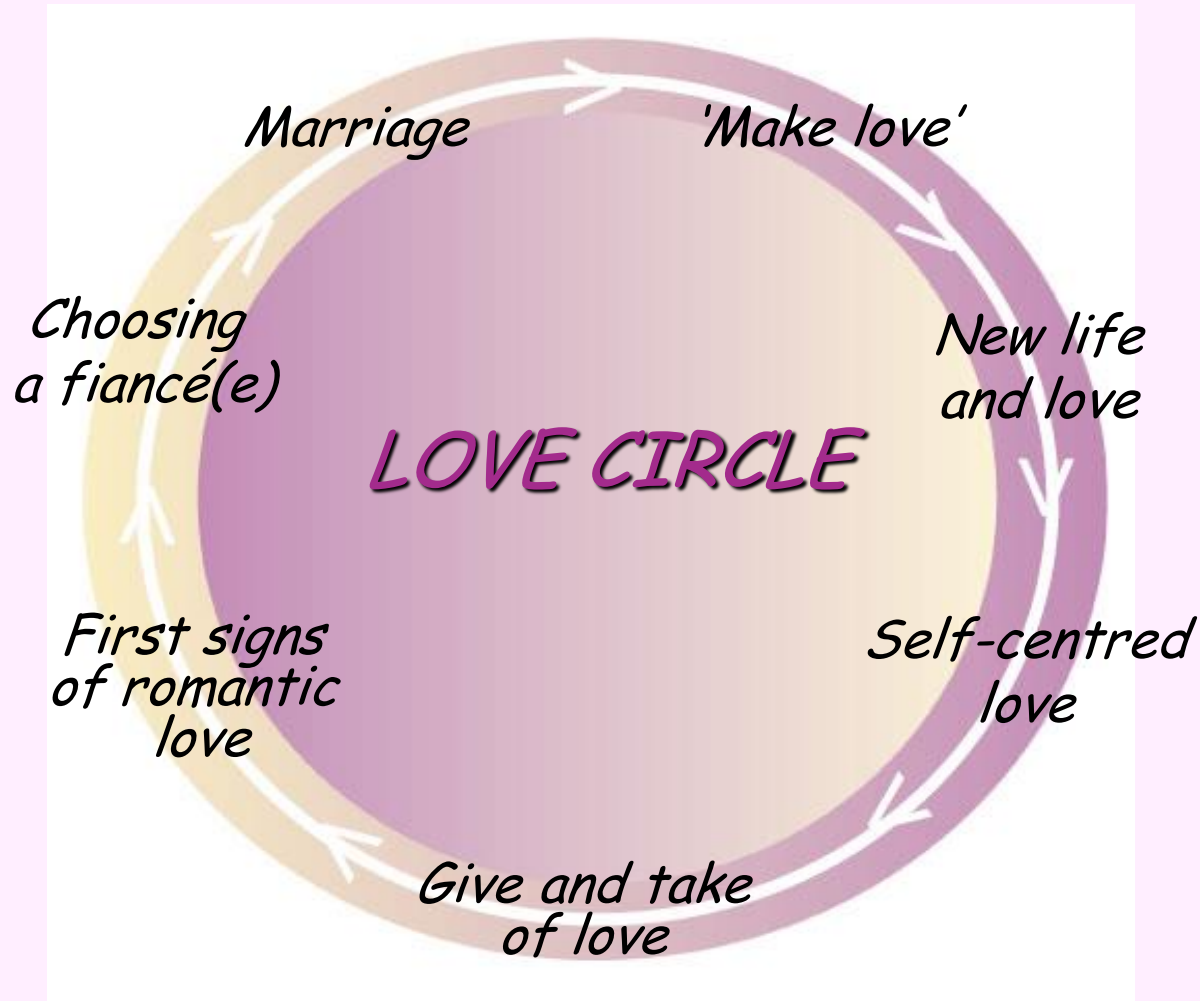 Marriage
‘Make love’
Choosing
a fiancé(e)
New life
and love
LOVE CIRCLE
First signs
of romantic
love
Self-centred
love
Give and take
of love